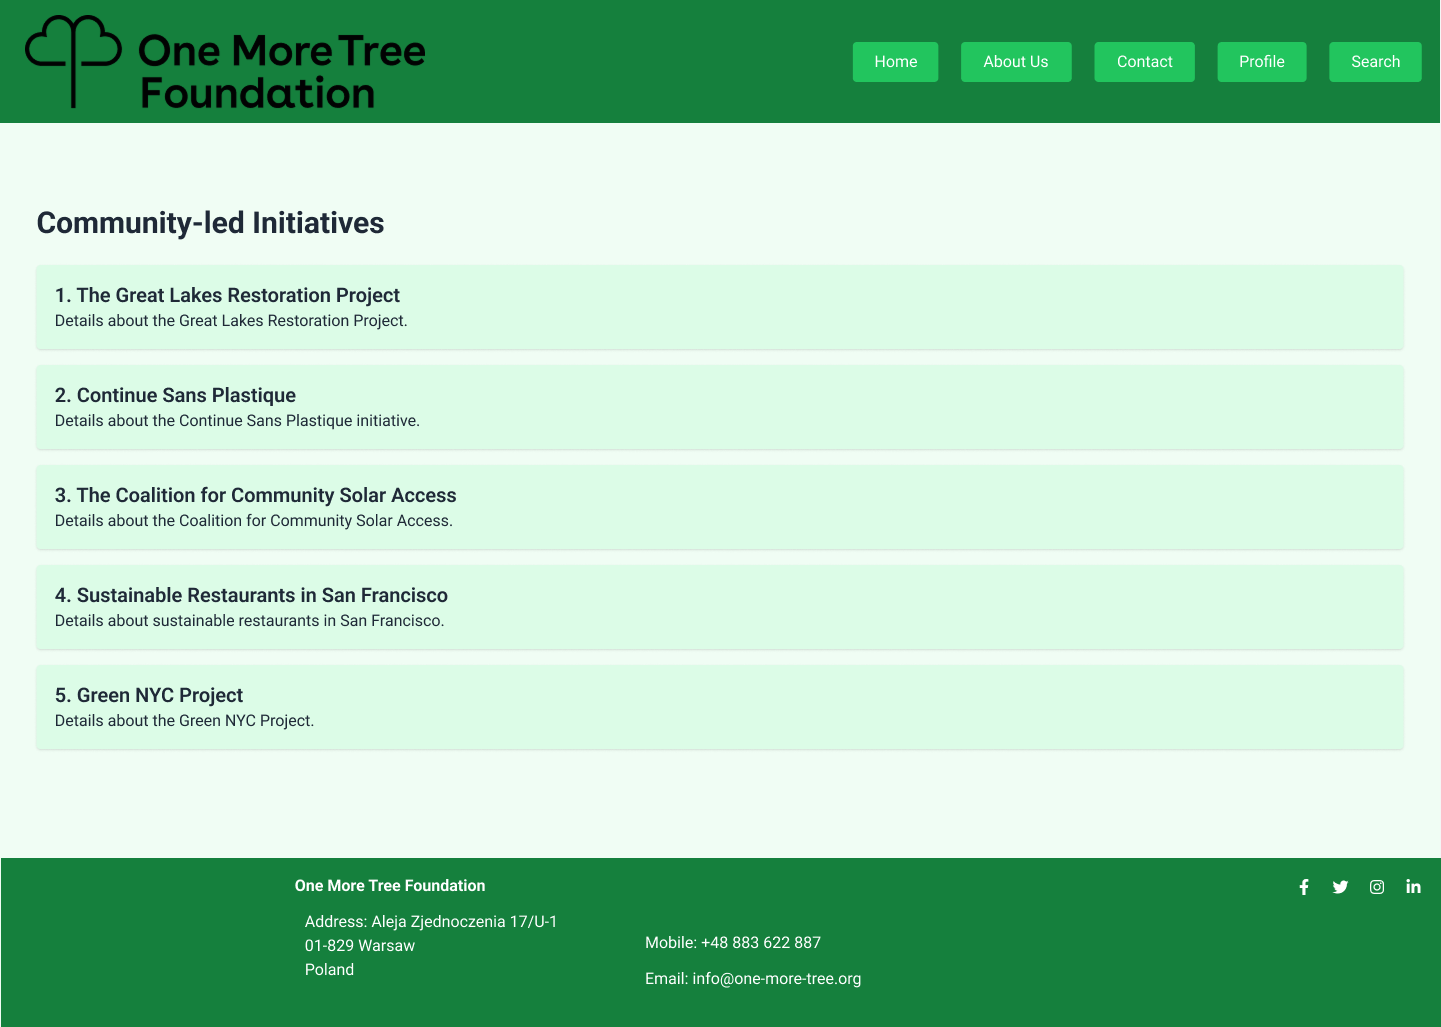 One More Tree
Foundation
Home
About Us
Contact
Profile
Search
Community-led Initiatives
1. The Great Lakes Restoration Project
Details about the Great Lakes Restoration Project.
2. Continue Sans Plastique
Details about the Continue Sans Plastique initiative.
3. The Coalition for Community Solar Access
Details about the Coalition for Community Solar Access.
4. Sustainable Restaurants in San Francisco
Details about sustainable restaurants in San Francisco.
5. Green NYC Project
Details about the Green NYC Project.
One More Tree Foundation
Address: Aleja Zjednoczenia 17/U-1
01-829 Warsaw
Poland
Mobile: +48 883 622 887
Email: info@one-more-tree.org